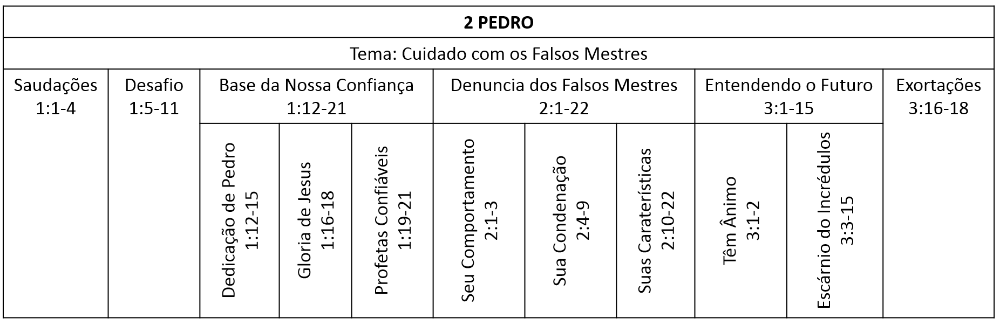 2 PEDRO
Tema: Cuidado com os Falsos Mestres
Saudações
1:1-4
Desafio
1:5-11
Base da Nossa Confiança
1:12-21
Denuncia dos Falsos Mestres
2:1-22
Entendendo o Futuro
3:1-15
Exortações
3:16-18
Dedicação de Pedro
1:12-15
Gloria de Jesus
1:16-18
Profetas Confiáveis
1:19-21
Seu Comportamento
2:1-3
Sua Condenação
2:4-9
Suas Caraterísticas
2:10-22
Têm Ânimo
3:1-2
Escárnio do Incrédulos
3:3-15